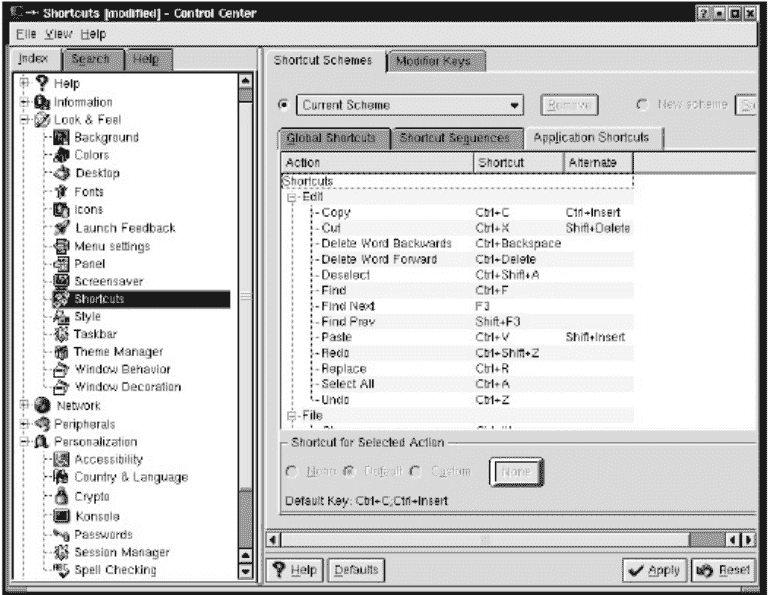 Shortcuts [modified] - Control Center
File View Help
Index Search Help
Help
Information
Look & Feel
Background
Colors
Desktop
Fonts
Icons
Launch Feedback
Menu settings
Panel
Screensaver
Shortcuts
Style
Taskbar
Theme Manager
Window Behavior
Window Decoration
Network
Peripherals
Personalization
Accessibility
Country & Language
Crypto
Konsole
Passwords
Session Manager
Spell Checking
Shortcut Schemes Modifier Keys
Current Scheme Remove New scheme
Global Shortcuts Shortcut Sequences Application Shortcuts
Action Shortcut Alternate
Shortcuts
Edit
Copy Ctrl+C Ctrl+Insert
Cut Ctrl+X Shift+Delete
Delete Word Backwards Ctrl+Backspace
Delete Word Forward Ctrl+Delete
Deselect Ctrl+Shift+A
Find Ctrl+F
Find Next F3
Find Prev Shift+F3
Paste Ctrl+V Shift+Insert
Redo Ctrl+Shift+Z
Replace Ctrl+R
Select All Ctrl+A
Undo Ctrl+Z
File
Shortcut for Selected Action
None Default Custom None
Default Key: Ctrl+C;Ctrl+Insert
Help Defaults Apply Reset